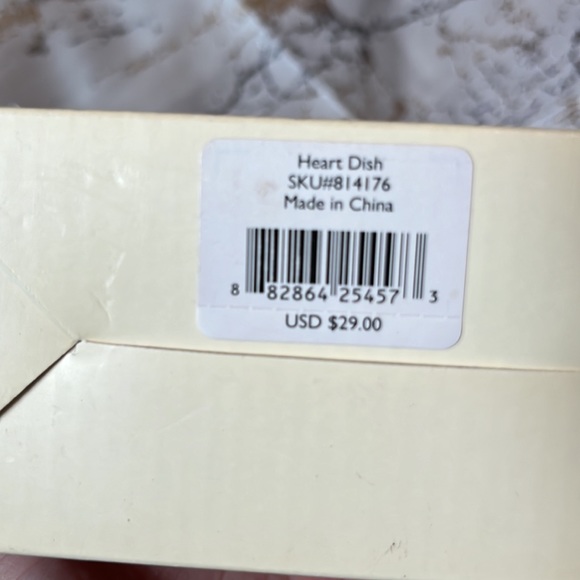 Heart Dish
SKU#814176
Made in China
8 82864 25457 3
USD $29.00